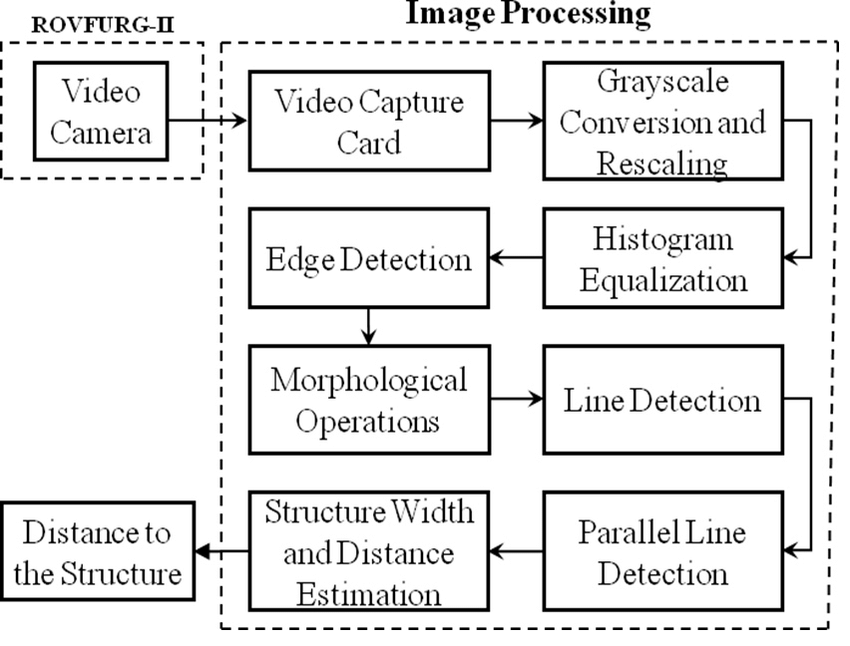 ROVFURG-II
Image Processing
Video
Camera
Video Capture
Card
Grayscale
Conversion and
Rescaling
Histogram
Equalization
Edge Detection
Morphological
Operations
Line Detection
Parallel Line
Detection
Structure Width
and Distance
Estimation
Distance to
the Structure